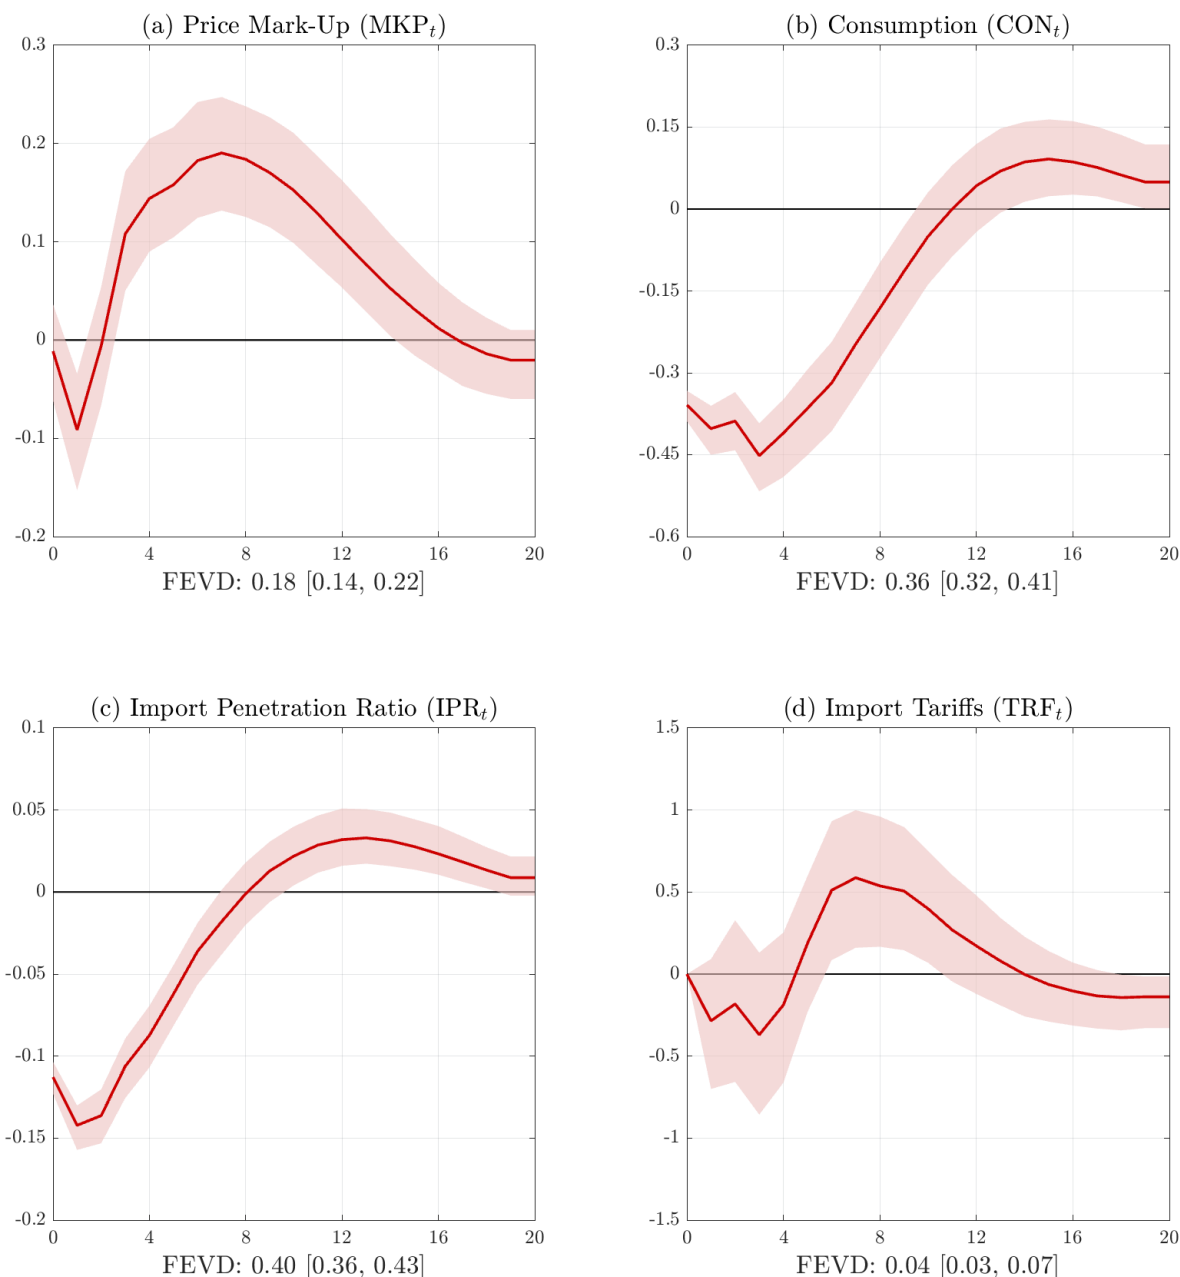 (a) Price Mark-Up (MKPt)
0.3
0.2
0.1
0
-0.1
-0.2
0 4 8 12 16 20
FEVD: 0.18 [0.14, 0.22]
(b) Consumption (CONt)
0.3
0.15
0
-0.15
-0.3
-0.45
-0.6
0 4 8 12 16 20
FEVD: 0.36 [0.32, 0.41]
(c) Import Penetration Ratio (IPRt)
0.1
0.05
0
-0.05
-0.1
-0.15
-0.2
0 4 8 12 16 20
FEVD: 0.40 [0.36, 0.43]
(d) Import Tariffs (TRFt)
1.5
1
0.5
0
-0.5
-1
-1.5
0 4 8 12 16 20
FEVD: 0.04 [0.03, 0.07]